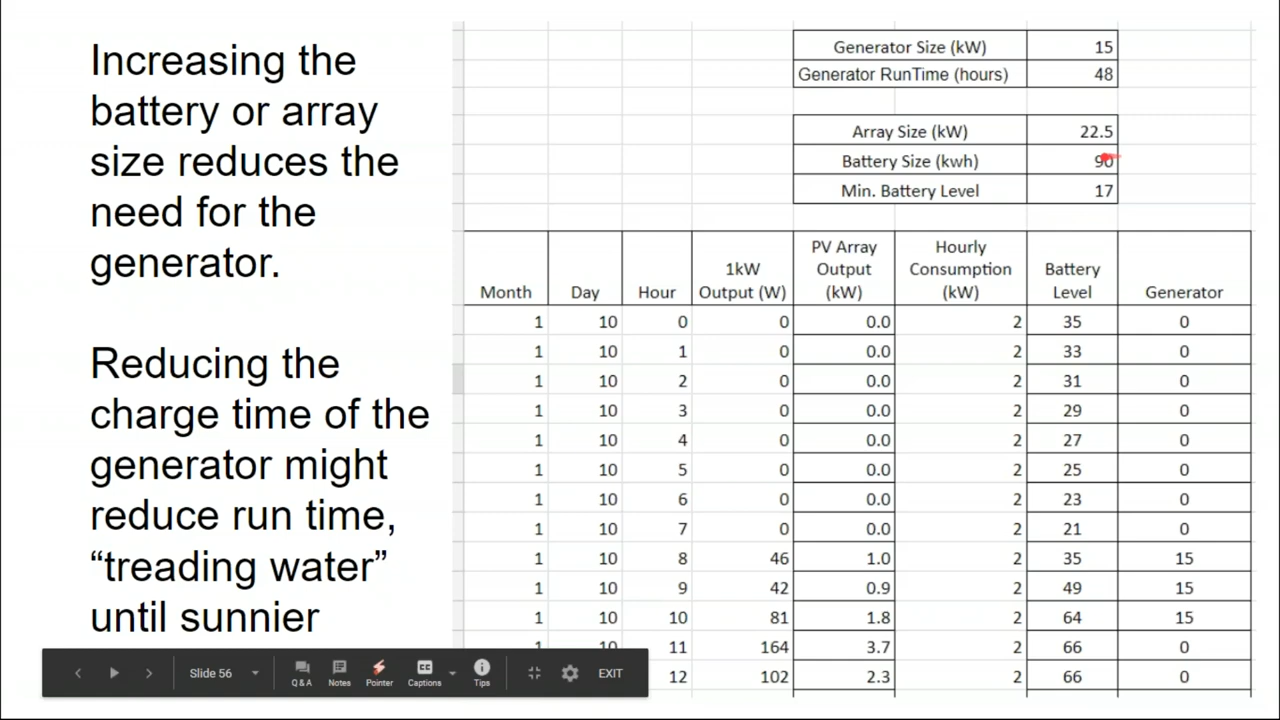 Increasing the
battery or array
size reduces the
need for the
generator.
Reducing the
charge time of the
generator might
reduce run time,
“treading water”
until sunnier
Generator Size (kW) 15
Generator RunTime (hours) 48
Array Size (kW) 22.5
Battery Size (kwh) 90
Min. Battery Level 17
Month Day Hour 1kW Output (W) PV Array Output (kW) Hourly Consumption (kW) Battery Level Generator
1 10 0 0 0.0 2 35 0
1 10 1 0 0.0 2 33 0
1 10 2 0 0.0 2 31 0
1 10 3 0 0.0 2 29 0
1 10 4 0 0.0 2 27 0
1 10 5 0 0.0 2 25 0
1 10 6 0 0.0 2 23 0
1 10 7 0 0.0 2 21 0
1 10 8 46 1.0 2 35 15
1 10 9 42 0.9 2 49 15
1 10 10 81 1.8 2 64 15
1 10 11 164 3.7 2 66 0
12 102 2.3 2 66 0
Slide 56
Q & A Notes Pointer CC Captions Tips EXIT